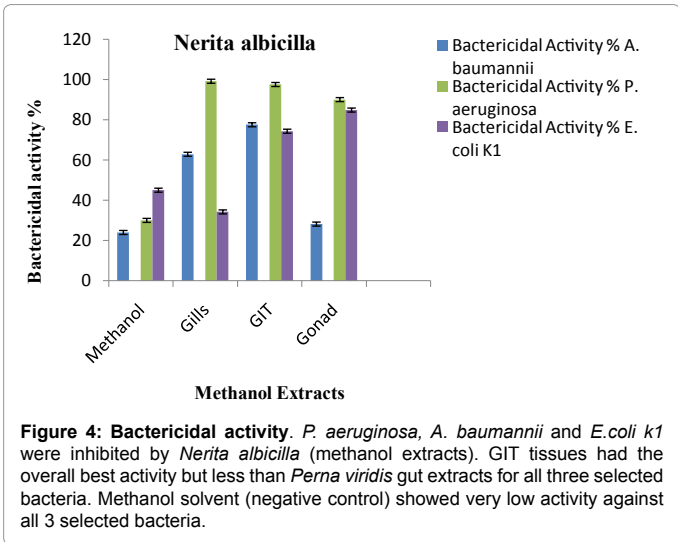 Nerita albicilla
120
100
80
60
40
20
0
Bactericidal activity %
Methanol
Gills
GIT
Gonad
Methanol Extracts
Bactericidal Activity % A.
baumannii
Bactericidal Activity % P.
aeruginosa
Bactericidal Activity % E.
coli K1
Figure 4: Bactericidal activity. P. aeruginosa, A. baumannii and E.coli k1
were inhibited by Nerita albicilla (methanol extracts). GIT tissues had the
overall best activity but less than Perna viridis gut extracts for all three selected
bacteria. Methanol solvent (negative control) showed very low activity against
all 3 selected bacteria.